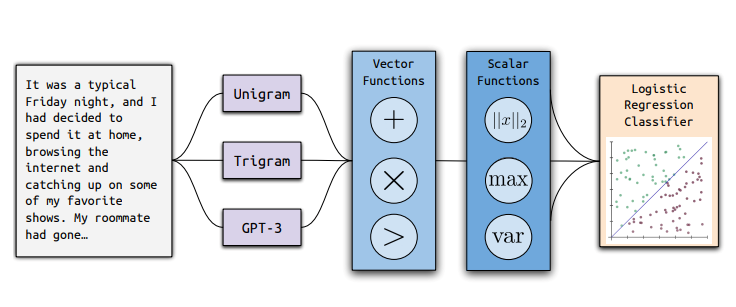 It was a typical
Friday night, and I
had decided to
spend it at home,
browsing the
internet and
catching up on some
of my favorite
shows. My roommate
had gone…
Unigram
Trigram
GPT-3
Vector
Functions
+
×
>
Scalar
Functions
||x||₂
max
var
Logistic
Regression
Classifier